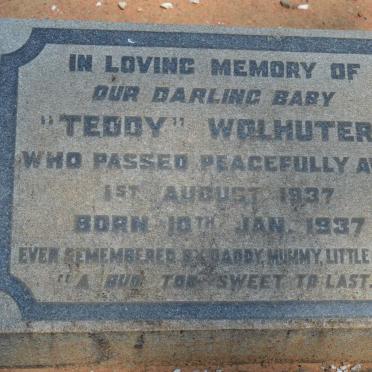 IN LOVING MEMORY OF
OUR DARLING BABY
"TEDDY" WOLHUTER
WHO PASSED PEACEFULLY
1ST AUGUST 1937
BORN 10TH JAN. 1937
EVER REMEMBERED BY DADDY, MUMMY, LITTLE
"A BUD TOO SWEET TO LAST.